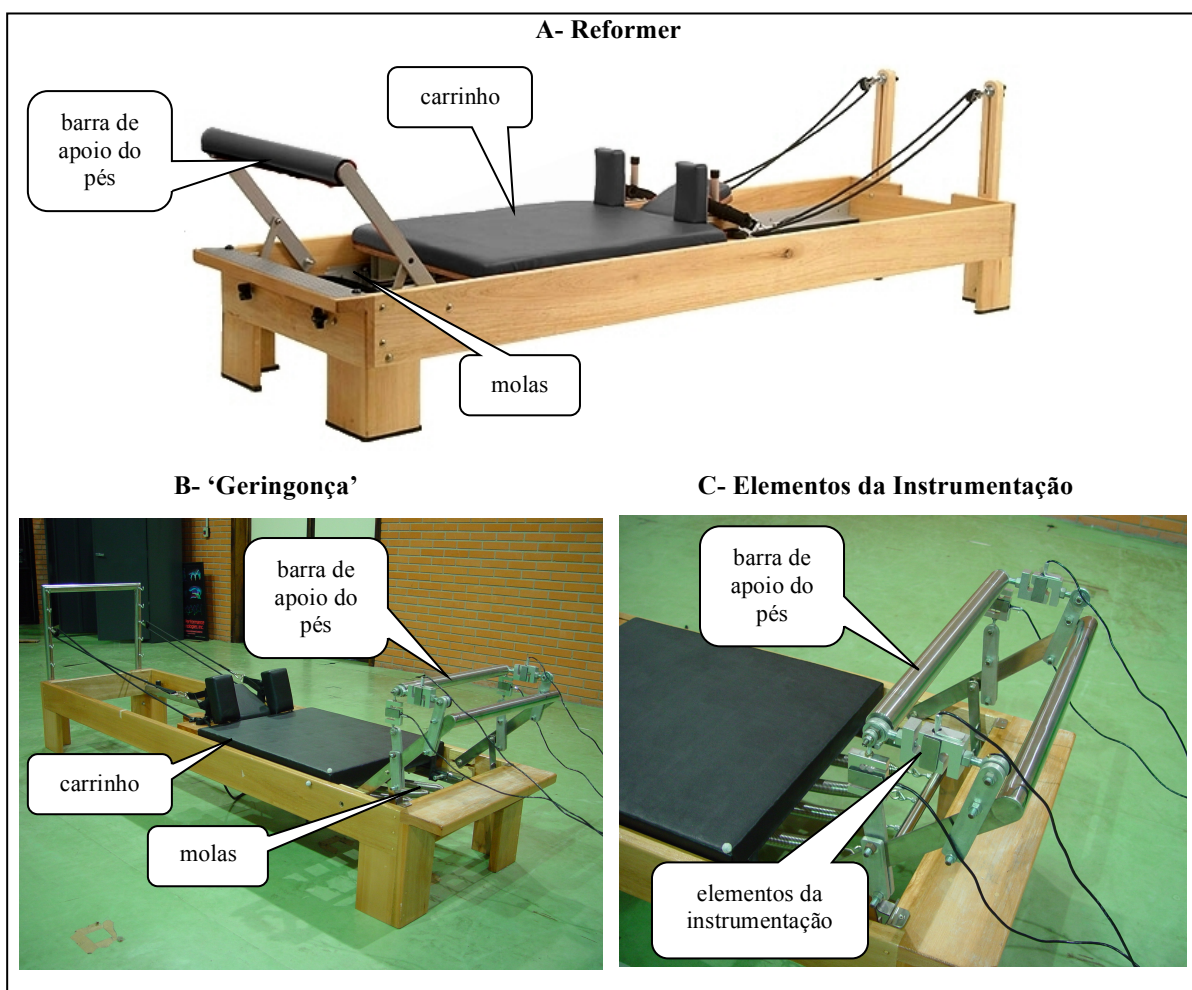 A- Reformer
carrinho
barra de
apoio do
pés
molas
B- ‘Geringonça’
C- Elementos da Instrumentação
barra de
apoio do
pés
carrinho
molas
barra de
apoio do
pés
elementos da
instrumentação